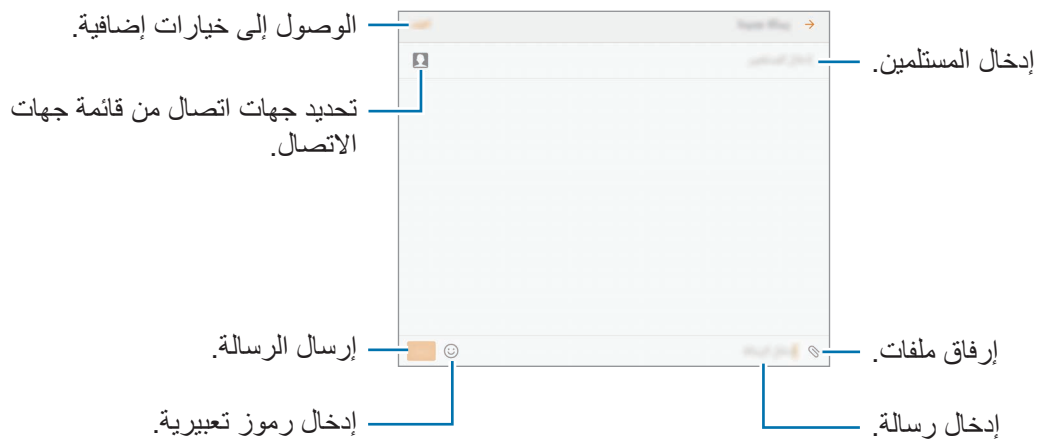 الوصول إلى خيارات إضافية.
إدخال المستلمين.
تحديد جهات اتصال من قائمة جهات
الاتصال.
إرسال الرسالة.
إرفاق ملفات.
إدخال رموز تعبيرية.
إدخال رسالة.